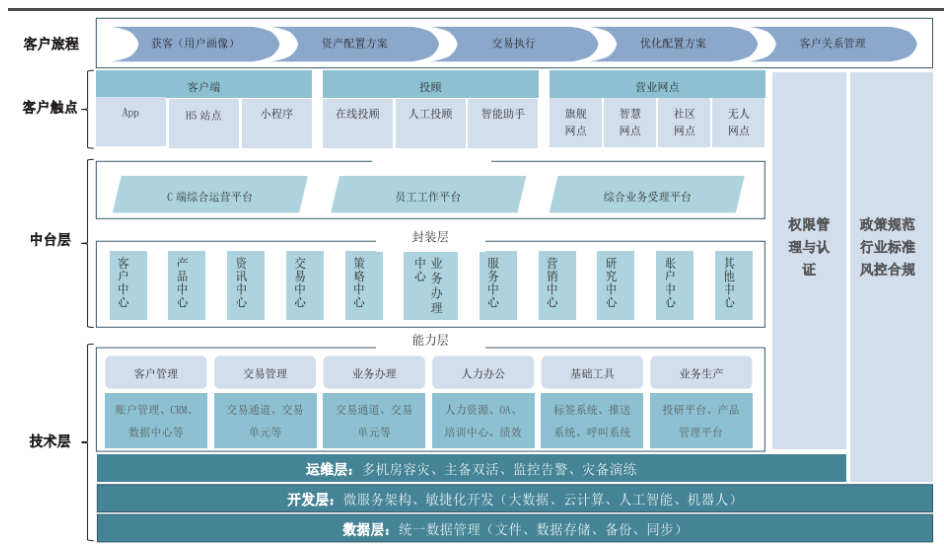 客户旅程
获客（用户画像）
资产配置方案
交易执行
优化配置方案
客户关系管理
客户触点
客户端
App
H5 站点
小程序
投顾
在线投顾
人工投顾
智能助手
营业网点
旗舰
网点
智慧
网点
社区
网点
无人
网点
中台层
C 端综合运营平台
员工工作平台
综合业务受理平台
封装层
客户中心
产品中心
资讯中心
交易中心
策略中心
业务办理
中心
服务中心
营销中心
研究中心
账户中心
其他中心
能力层
技术层
客户管理
交易管理
业务办理
人力办公
基础工具
业务生产
账户管理、CRM、
数据中心等
交易通道、交易
单元等
交易通道、交易
单元等
人力资源、OA、
培训中心、绩效
标签系统、推送
系统、呼叫系统
投研平台、产品
管理平台
权限管
理与认
证
政策规范
行业标准
风控合规
运维层：多机房容灾、主备双活、监控告警、灾备演练
开发层：微服务架构、敏捷化开发（大数据、云计算、人工智能、机器人）
数据层：统一数据管理（文件、数据存储、备份、同步）